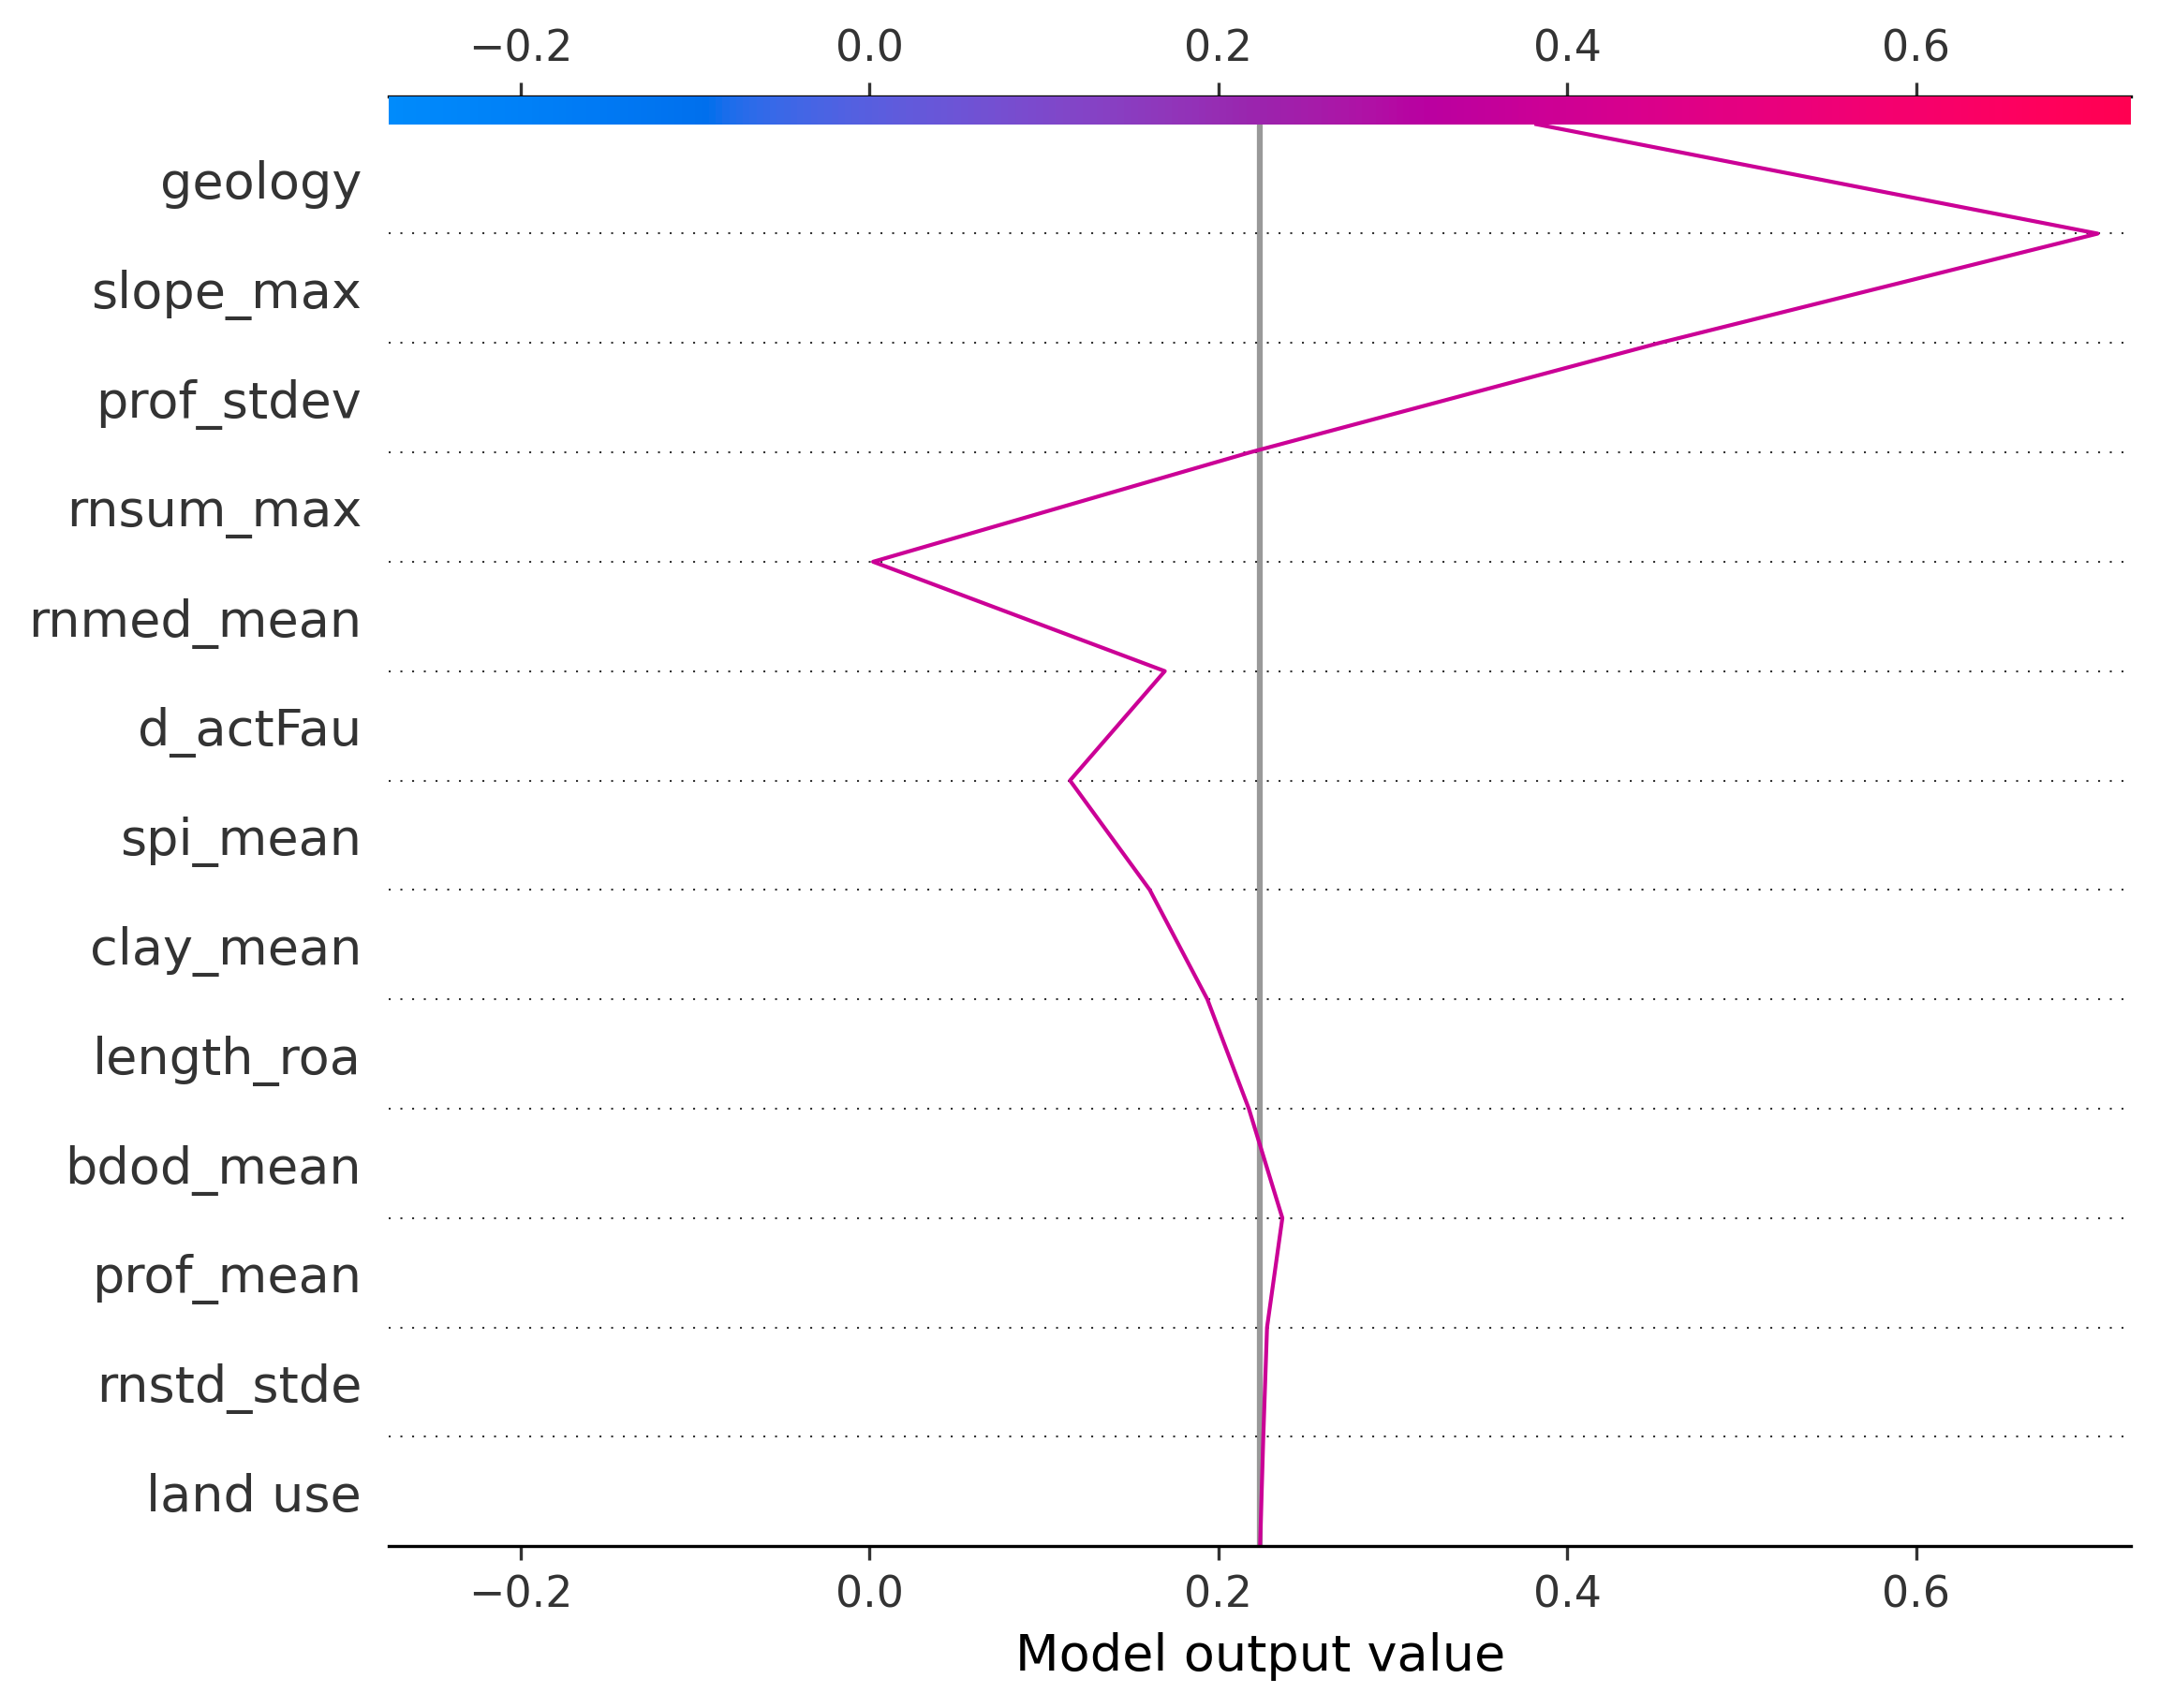 −0.2 0.0 0.2 0.4 0.6
geology
slope_max
prof_stdev
rnsum_max
rnmed_mean
d_actFau
spi_mean
clay_mean
length_roa
bdod_mean
prof_mean
rnstd_stde
land use
−0.2 0.0 0.2 0.4 0.6
Model output value